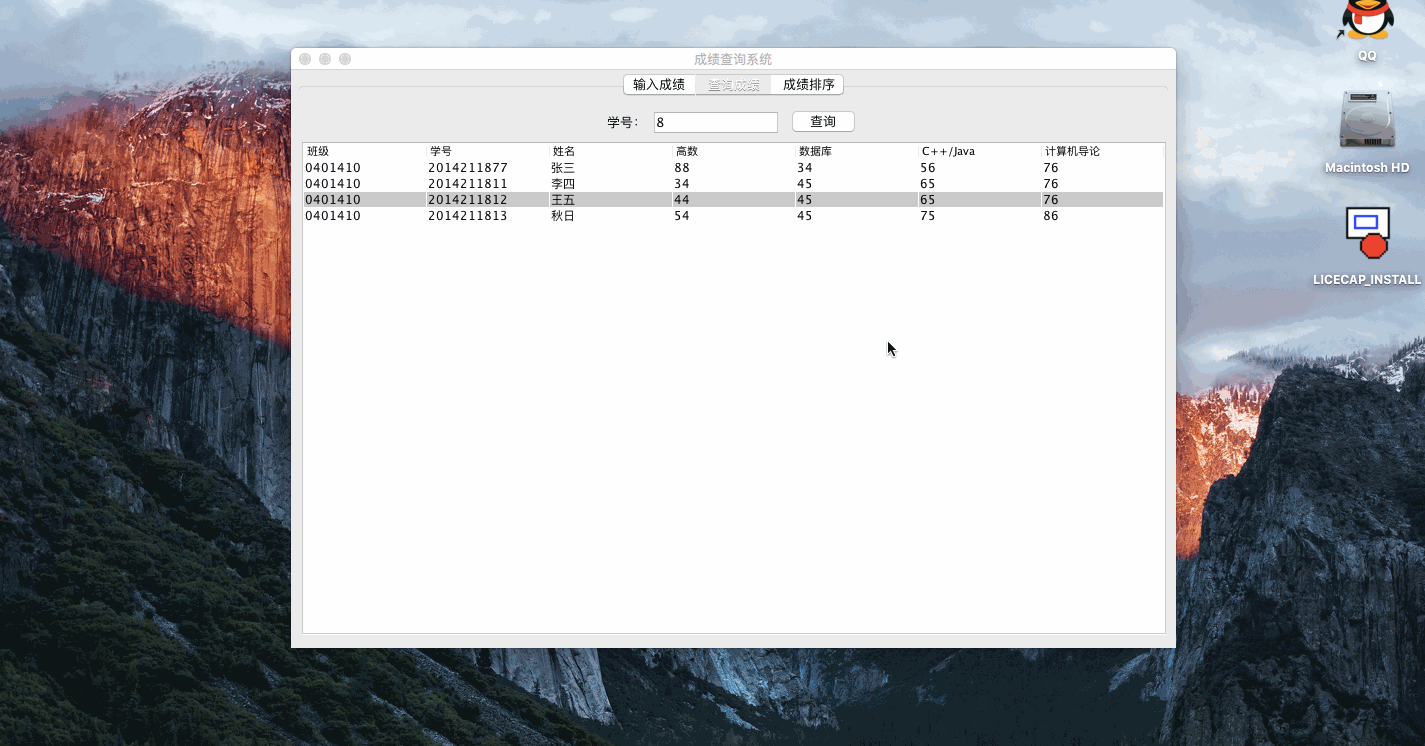 QQ
成绩查询系统
输入成绩 查询成绩 成绩排序
学号： 8 查询
Macintosh HD
班级 学号 姓名 高数 数据库 C++/Java 计算机导论
0401410 2014211877 张三 88 34 56 76
0401410 2014211811 李四 34 45 65 76
0401410 2014211812 王五 44 45 65 76
0401410 2014211813 秋日 54 45 75 86
LICECAP_INSTALL